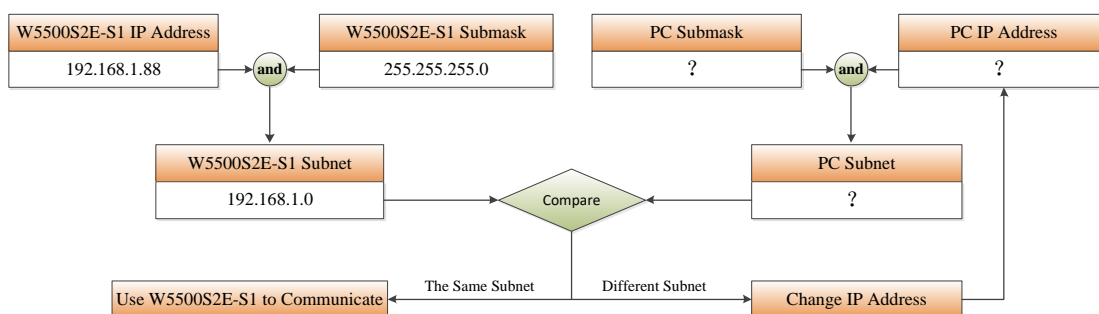 W5500S2E-S1 IP Address
192.168.1.88
and
W5500S2E-S1 Submask
255.255.255.0
PC Submask
?
and
PC IP Address
?
W5500S2E-S1 Subnet
192.168.1.0
Compare
PC Subnet
?
Use W5500S2E-S1 to Communicate
The Same Subnet
Different Subnet
Change IP Address